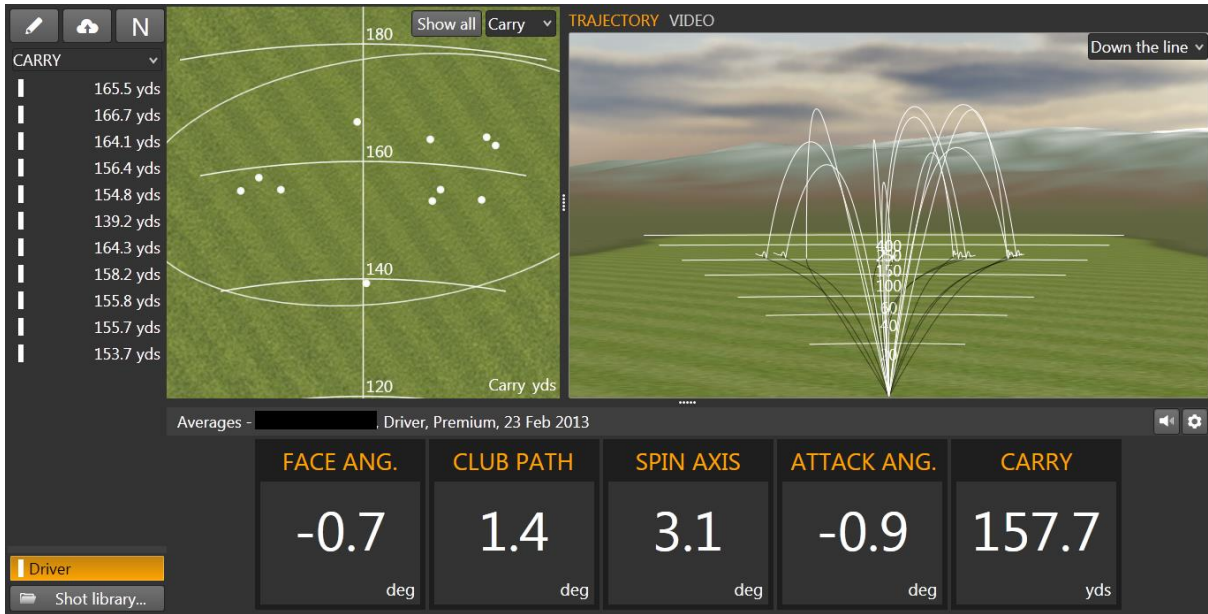 N
CARRY
165.5 yds
166.7 yds
164.1 yds
156.4 yds
154.8 yds
139.2 yds
164.3 yds
158.2 yds
155.8 yds
155.7 yds
153.7 yds
Driver
Shot library...
Show all Carry
180
160
140
120
Carry yds
TRAJECTORY VIDEO
Down the line
400
250
150
100
60
40
Averages - , Driver, Premium, 23 Feb 2013
FACE ANG. CLUB PATH SPIN AXIS ATTACK ANG. CARRY
-0.7 1.4 3.1 -0.9 157.7
deg deg deg deg yds